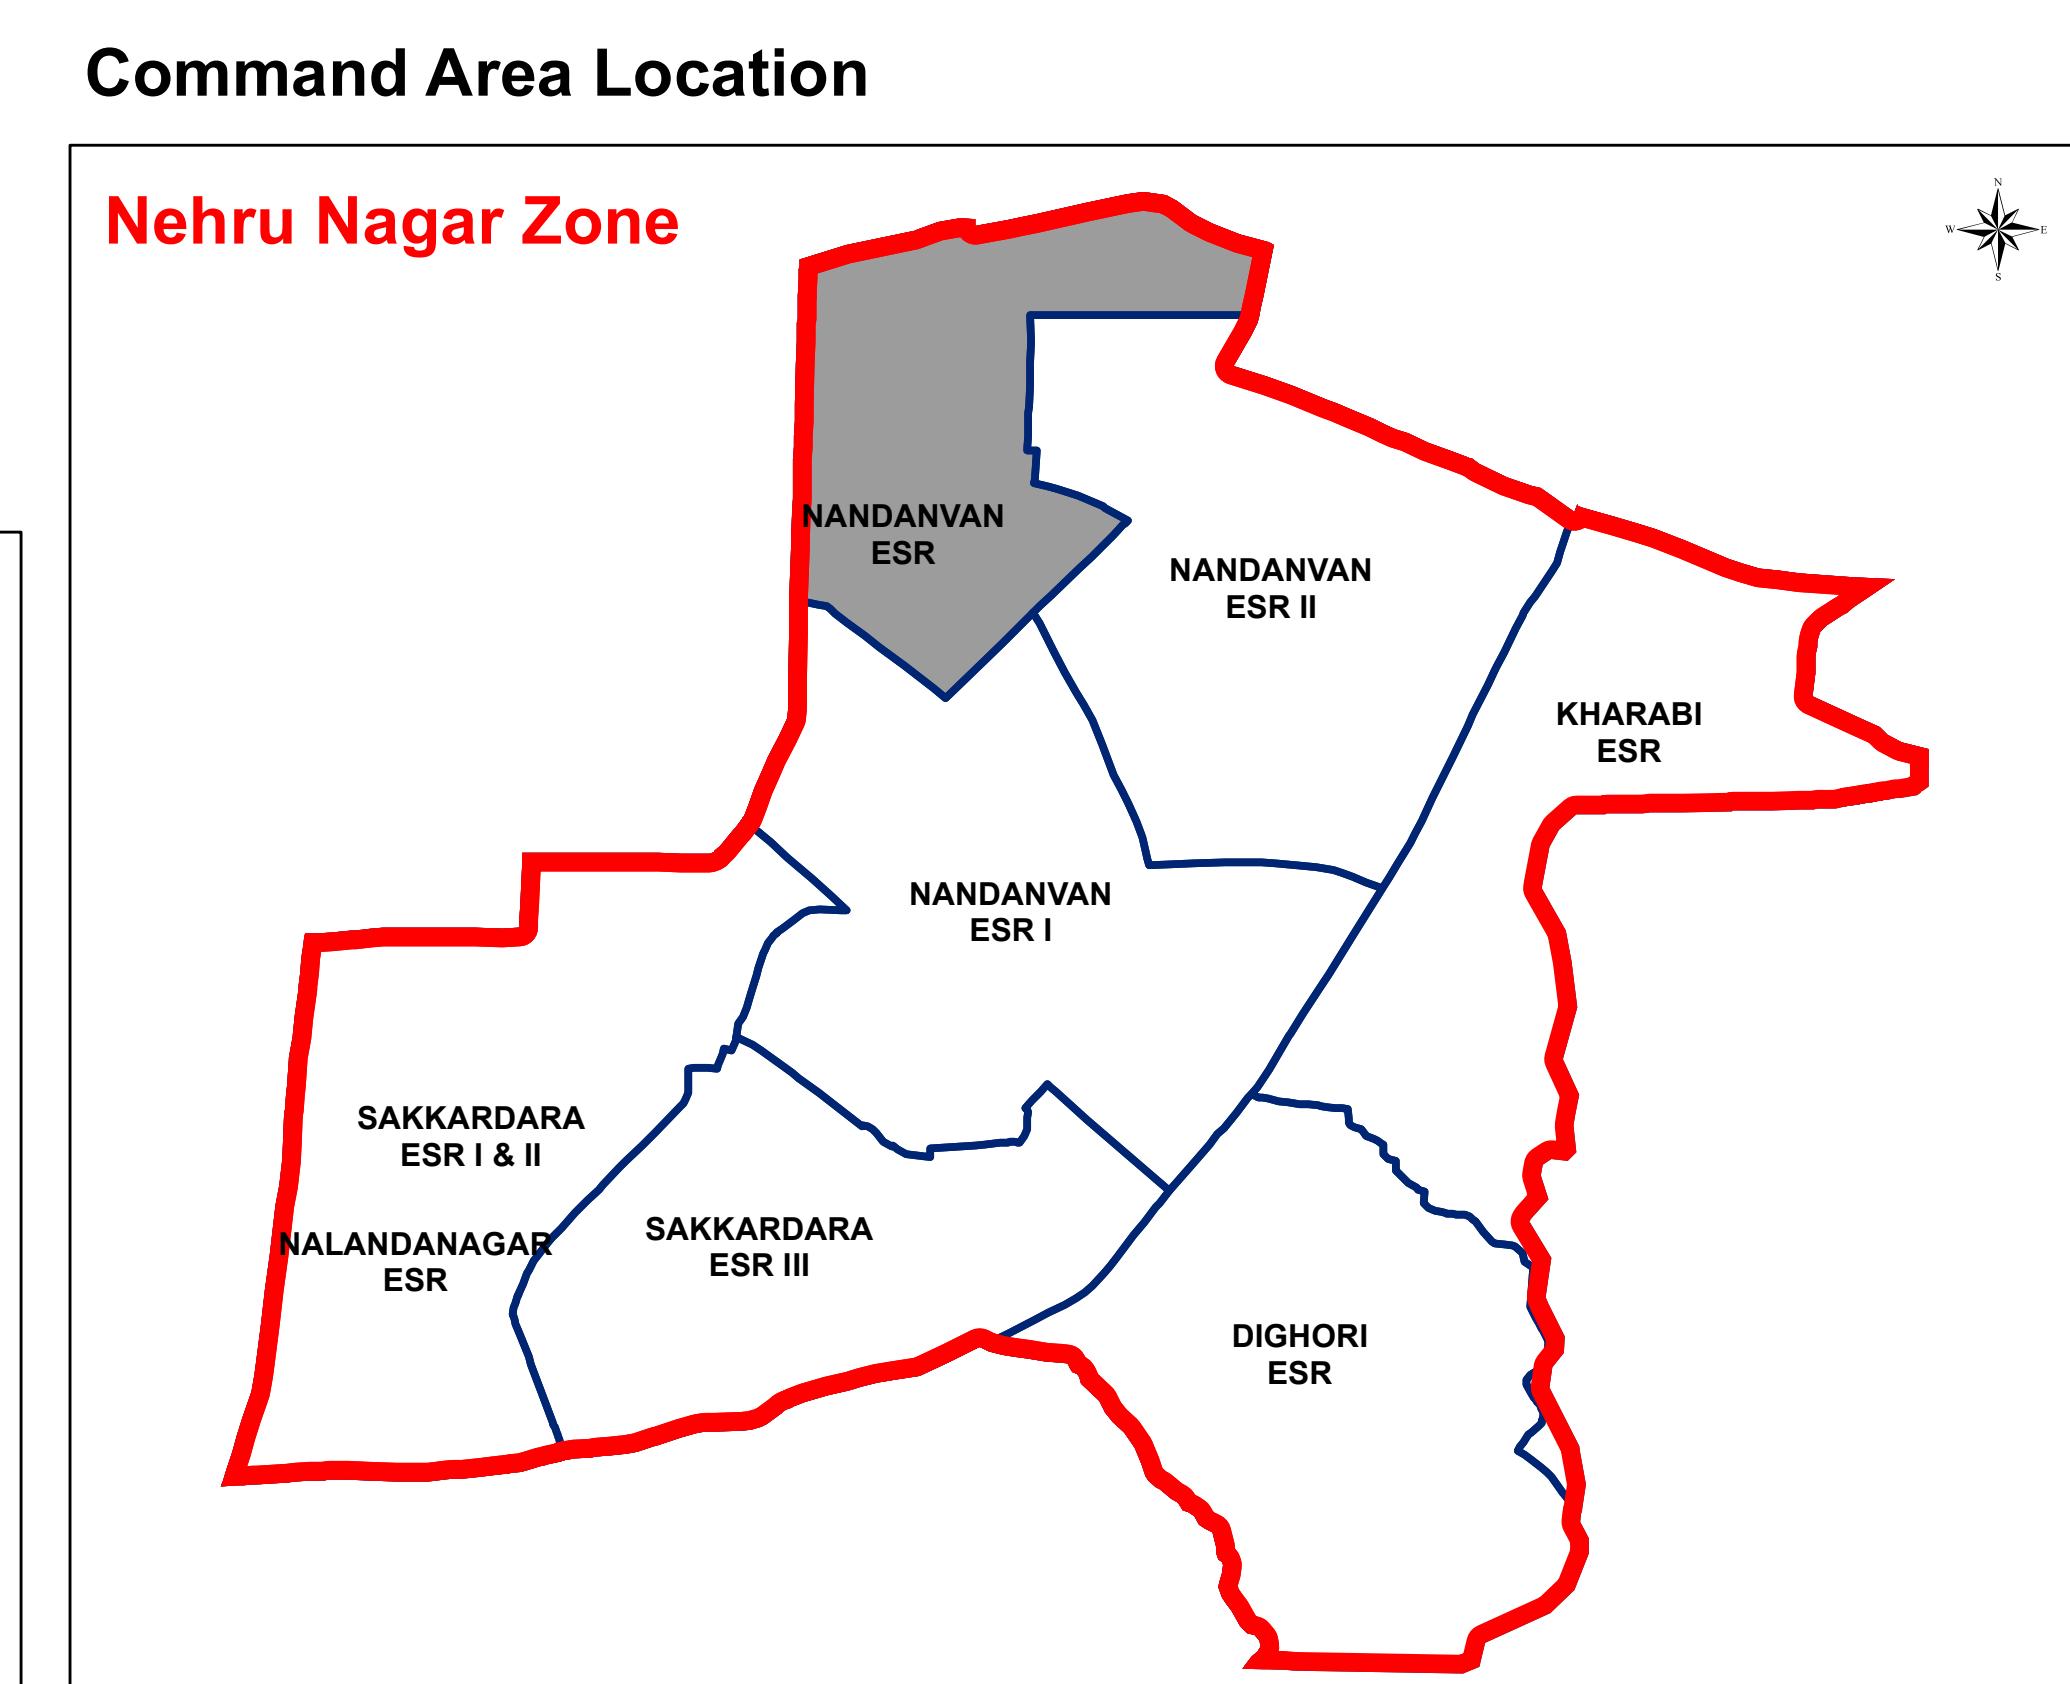 Command Area Location
Nehru Nagar Zone
N
W
E
S
NANDANVAN
ESR
NANDANVAN
ESR II
KHARABI
ESR
NANDANVAN
ESR I
SAKKARDARA
ESR I & II
NALANDANAGAR
ESR
SAKKARDARA
ESR III
DIGHORI
ESR